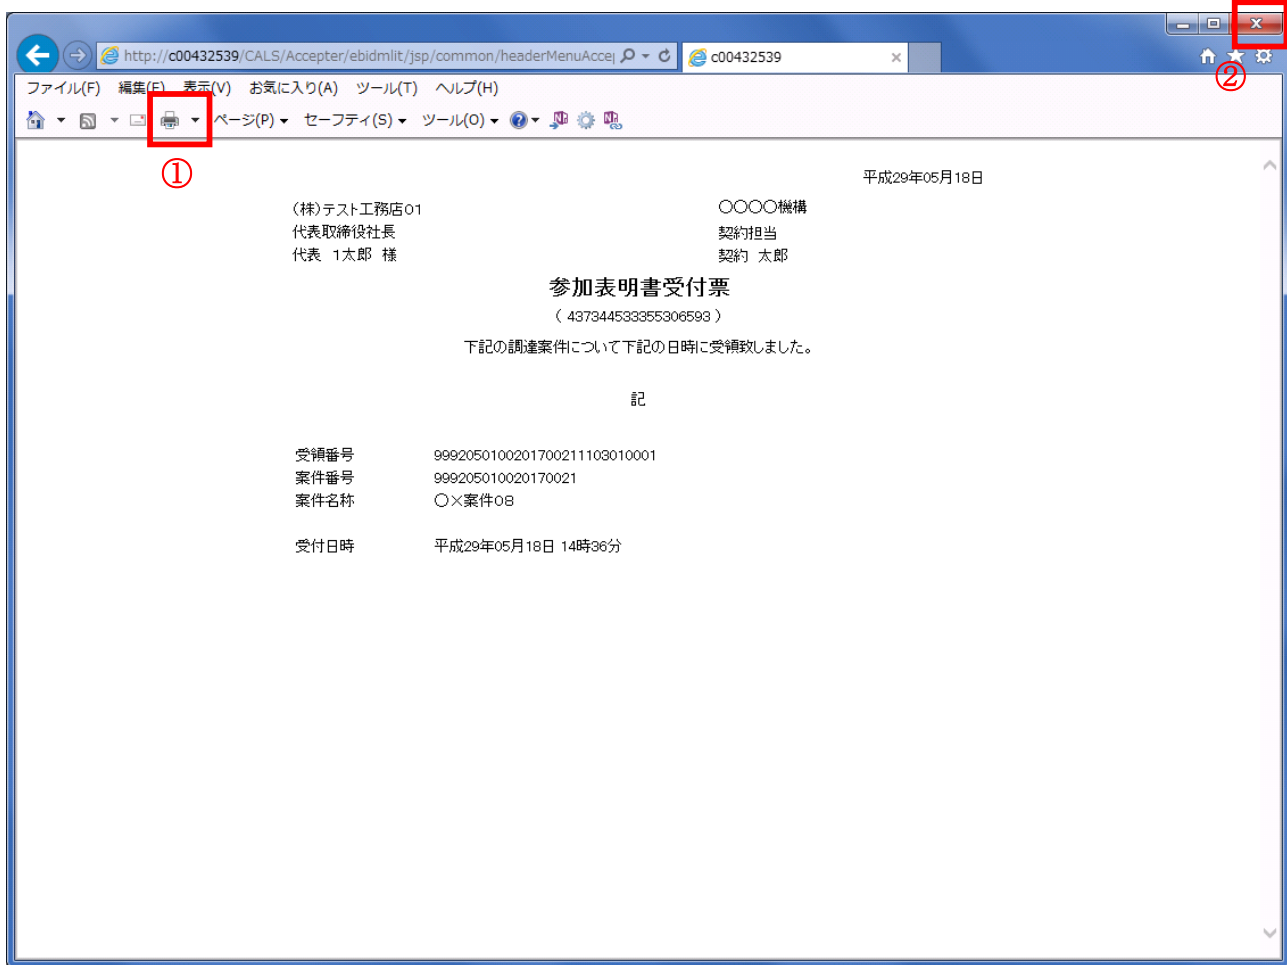 ②
http://c00432539/CALS/Accepter/ebidmlit/jsp/common/headerMenuAccep
c00432539
ファイル(F) 編集(E) 表示(V) お気に入り(A) ツール(T) ヘルプ(H)
ページ(P) セーフティ(S) ツール(O)
①
平成29年05月18日
(株)テスト工務店01
〇〇〇〇機構
代表取締役社長
契約担当
代表 1太郎 様
契約 太郎
参加表明書受付票
( 437344533355306593 )
下記の調達案件について下記の日時に受領致しました。
記
受領番号 9992050100201700211103010001
案件番号 999205010020170021
案件名称 〇×案件08
受付日時 平成29年05月18日 14時36分